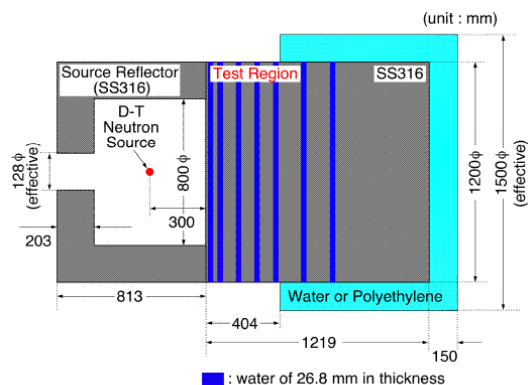 (unit : mm)
Source Reflector
(SS316)
Test Region
SS316
D-T
Neutron
Source
128φ
(effective)
800φ
300
1200φ
1500φ
(effective)
203
Water or Polyethylene
813
404
1219
150
: water of 26.8 mm in thickness